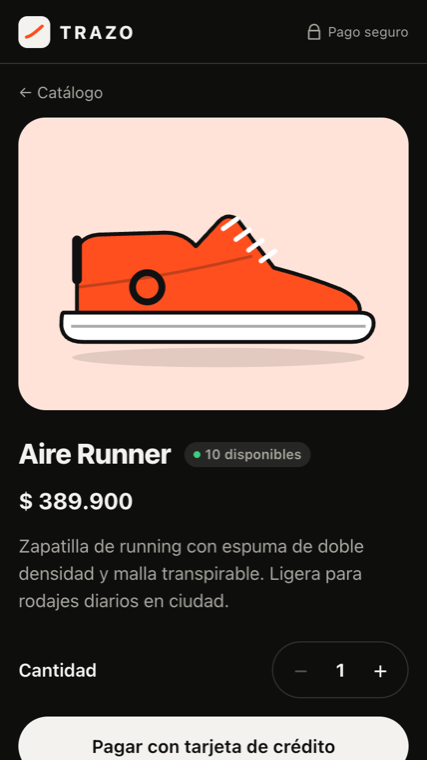 TRAZO
Pago seguro
← Catálogo
Aire Runner
10 disponibles
$ 389.900
Zapatilla de running con espuma de doble
densidad y malla transpirable. Ligera para
rodajes diarios en ciudad.
Cantidad
− 1 +
Pagar con tarjeta de crédito